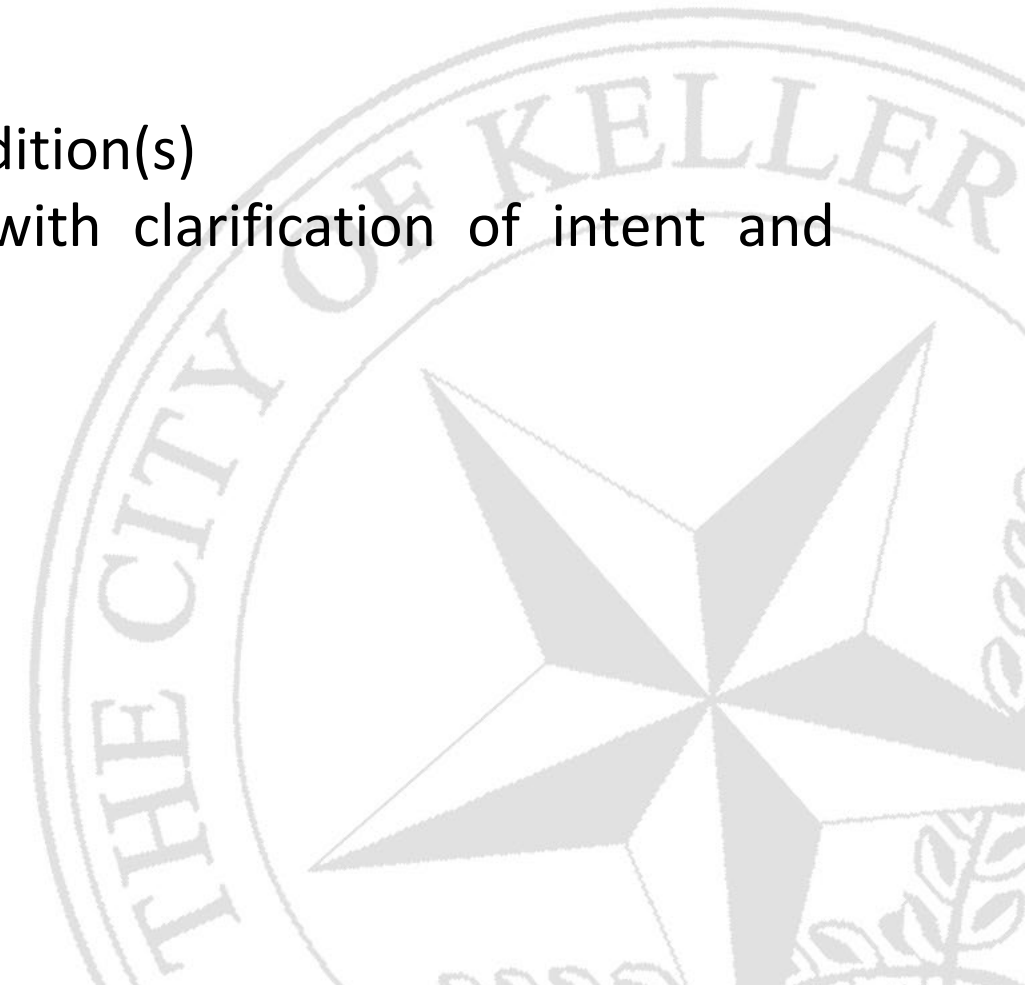 dition(s)
with clarification of intent and
THE CITY OF KELLER